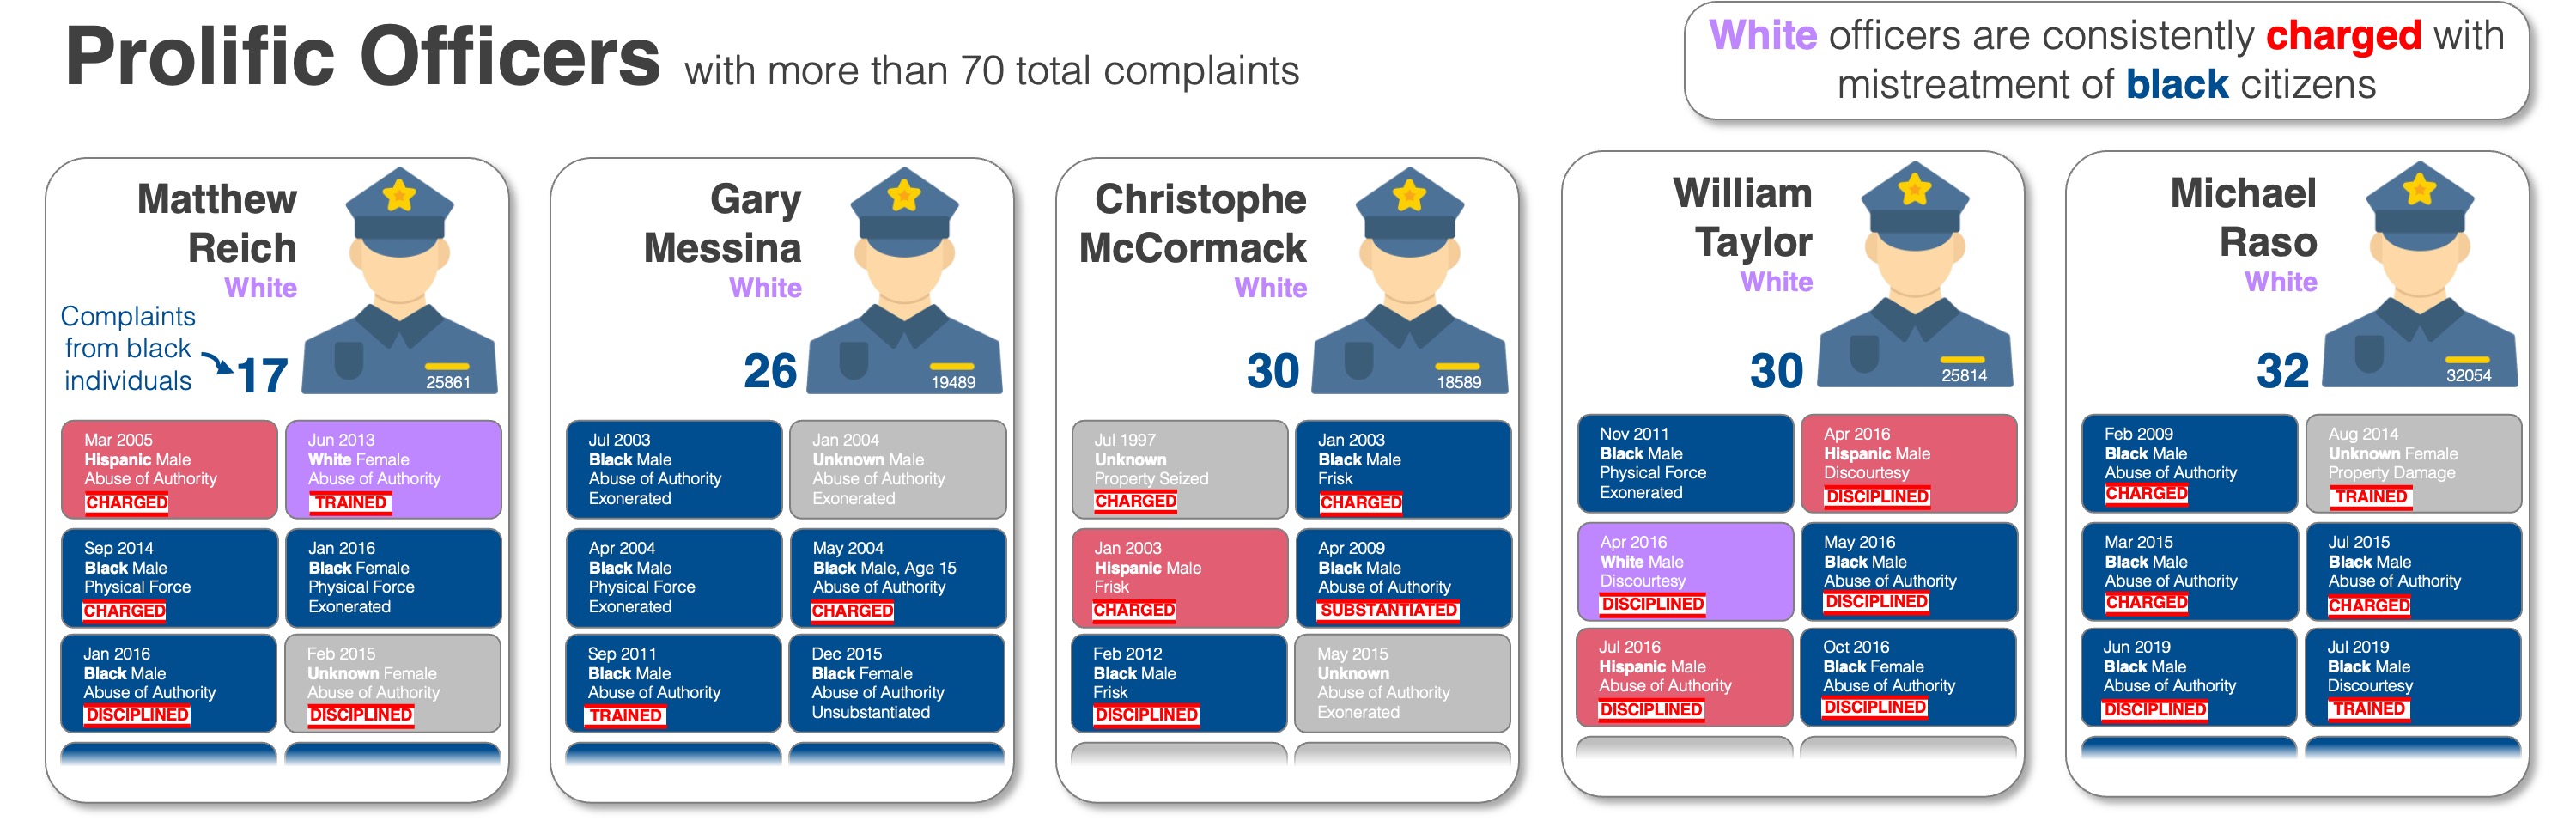 Prolific Officers with more than 70 total complaints
White officers are consistently charged with
mistreatment of black citizens
Matthew
Reich
White
Complaints
from black
individuals
17
25861
Mar 2005
Hispanic Male
Abuse of Authority
CHARGED
Jun 2013
White Female
Abuse of Authority
TRAINED
Sep 2014
Black Male
Physical Force
CHARGED
Jan 2016
Black Female
Physical Force
Exonerated
Jan 2016
Black Male
Abuse of Authority
DISCIPLINED
Feb 2015
Unknown Female
Abuse of Authority
DISCIPLINED
Gary
Messina
White
26
19489
Jul 2003
Black Male
Abuse of Authority
Exonerated
Jan 2004
Unknown Male
Abuse of Authority
Exonerated
Apr 2004
Black Male
Physical Force
Exonerated
May 2004
Black Male, Age 15
Abuse of Authority
CHARGED
Sep 2011
Black Male
Abuse of Authority
TRAINED
Dec 2015
Black Female
Abuse of Authority
Unsubstantiated
Christophe
McCormack
White
30
18589
Jul 1997
Unknown
Property Seized
CHARGED
Jan 2003
Black Male
Frisk
CHARGED
Jan 2003
Hispanic Male
Frisk
CHARGED
Apr 2009
Black Male
Abuse of Authority
SUBSTANTIATED
Feb 2012
Black Male
Frisk
DISCIPLINED
May 2015
Unknown
Abuse of Authority
Exonerated
William
Taylor
White
30
25814
Nov 2011
Black Male
Physical Force
Exonerated
Apr 2016
Hispanic Male
Discourtesy
DISCIPLINED
Apr 2016
White Male
Discourtesy
DISCIPLINED
May 2016
Black Male
Abuse of Authority
DISCIPLINED
Jul 2016
Hispanic Male
Abuse of Authority
DISCIPLINED
Oct 2016
Black Female
Abuse of Authority
DISCIPLINED
Michael
Raso
White
32
32054
Feb 2009
Black Male
Abuse of Authority
CHARGED
Aug 2014
Unknown Female
Property Damage
TRAINED
Mar 2015
Black Male
Abuse of Authority
CHARGED
Jul 2015
Black Male
Abuse of Authority
CHARGED
Jun 2019
Black Male
Abuse of Authority
DISCIPLINED
Jul 2019
Black Male
Discourtesy
TRAINED